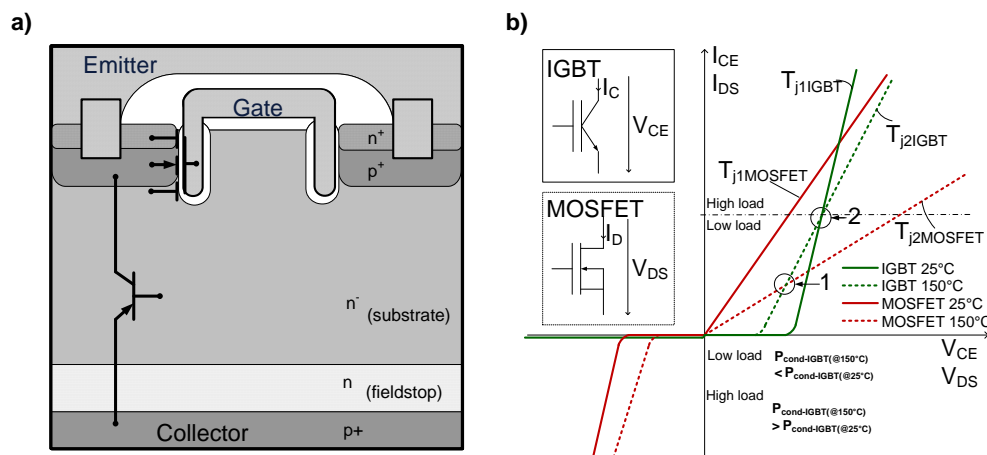 a)
Emitter
Gate
n+
p+
n-
(substrate)
n
(fieldstop)
Collector
p+
b)
IGBT
IC
VCE
MOSFET
ID
VDS
ICE
IDS
Tj1IGBT
Tj2IGBT
Tj1MOSFET
High load
Low load
2
Tj2MOSFET
1
IGBT 25°C
IGBT 150°C
MOSFET 25°C
MOSFET 150°C
VCE
VDS
Low load
Pcond-IGBT(@150°C)
< Pcond-IGBT(@25°C)
High load
Pcond-IGBT(@150°C)
> Pcond-IGBT(@25°C)